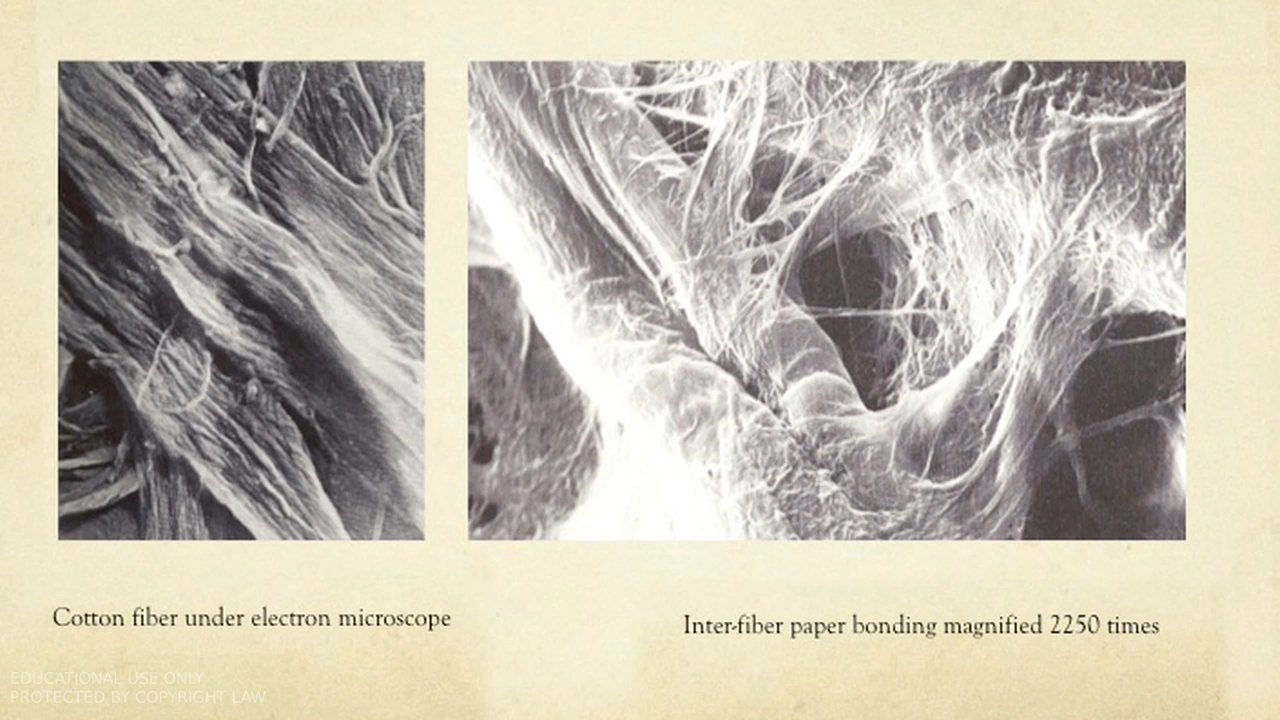 Cotton fiber under electron microscope
Inter-fiber paper bonding magnified 2250 times
EDUCATIONAL USE ONLY
PROTECTED BY COPYRIGHT LAW